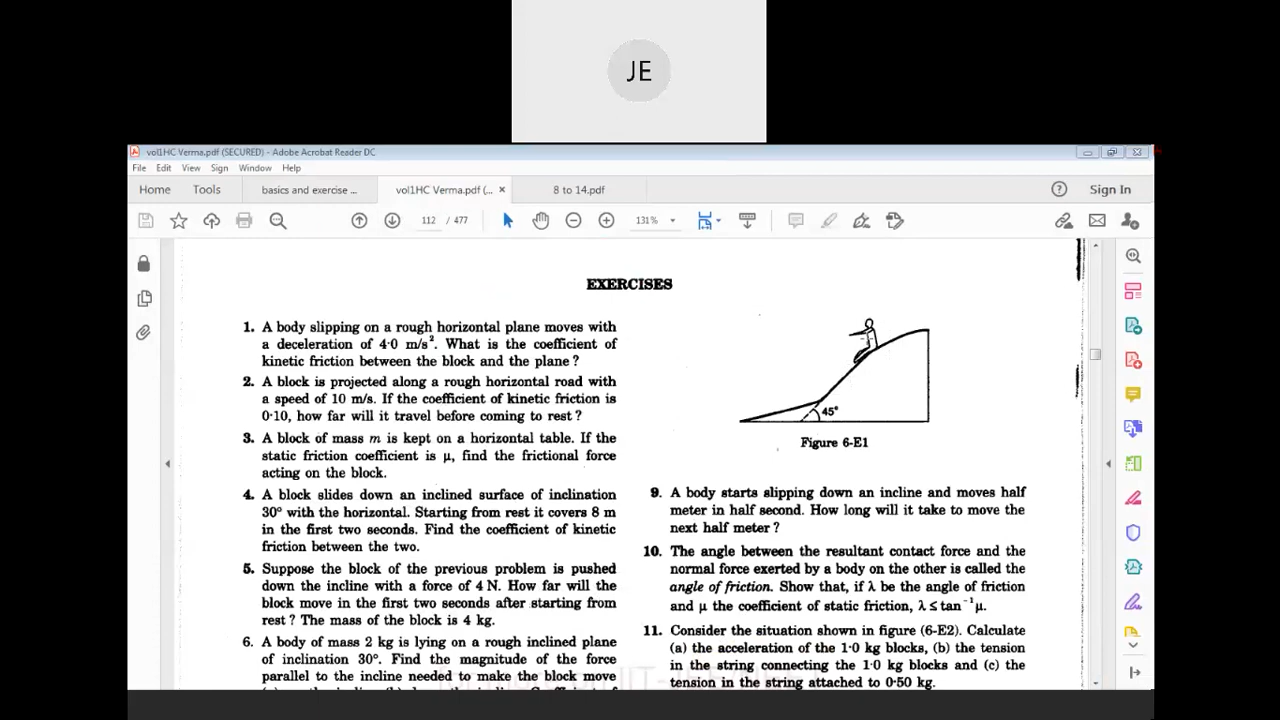 JE
vol1HC Verma.pdf (SECURED) - Adobe Acrobat Reader DC
File Edit View Sign Window Help
Home Tools basics and exercise ... vol1HC Verma.pdf (... × 8 to 14.pdf Sign In
112 / 477 131%
EXERCISES
1. A body slipping on a rough horizontal plane moves with
a deceleration of 4·0 m/s². What is the coefficient of
kinetic friction between the block and the plane ?
2. A block is projected along a rough horizontal road with
a speed of 10 m/s. If the coefficient of kinetic friction is
0·10, how far will it travel before coming to rest ?
3. A block of mass m is kept on a horizontal table. If the
static friction coefficient is μ, find the frictional force
acting on the block.
4. A block slides down an inclined surface of inclination
30° with the horizontal. Starting from rest it covers 8 m
in the first two seconds. Find the coefficient of kinetic
friction between the two.
5. Suppose the block of the previous problem is pushed
down the incline with a force of 4 N. How far will the
block move in the first two seconds after starting from
rest ? The mass of the block is 4 kg.
6. A body of mass 2 kg is lying on a rough inclined plane
of inclination 30°. Find the magnitude of the force
parallel to the incline needed to make the block move
45°
Figure 6-E1
9. A body starts slipping down an incline and moves half
meter in half second. How long will it take to move the
next half meter ?
10. The angle between the resultant contact force and the
normal force exerted by a body on the other is called the
angle of friction. Show that, if λ be the angle of friction
and μ the coefficient of static friction, λ ≤ tan⁻¹ μ.
11. Consider the situation shown in figure (6-E2). Calculate
(a) the acceleration of the 1·0 kg blocks, (b) the tension
in the string connecting the 1·0 kg blocks and (c) the
tension in the string attached to 0·50 kg.